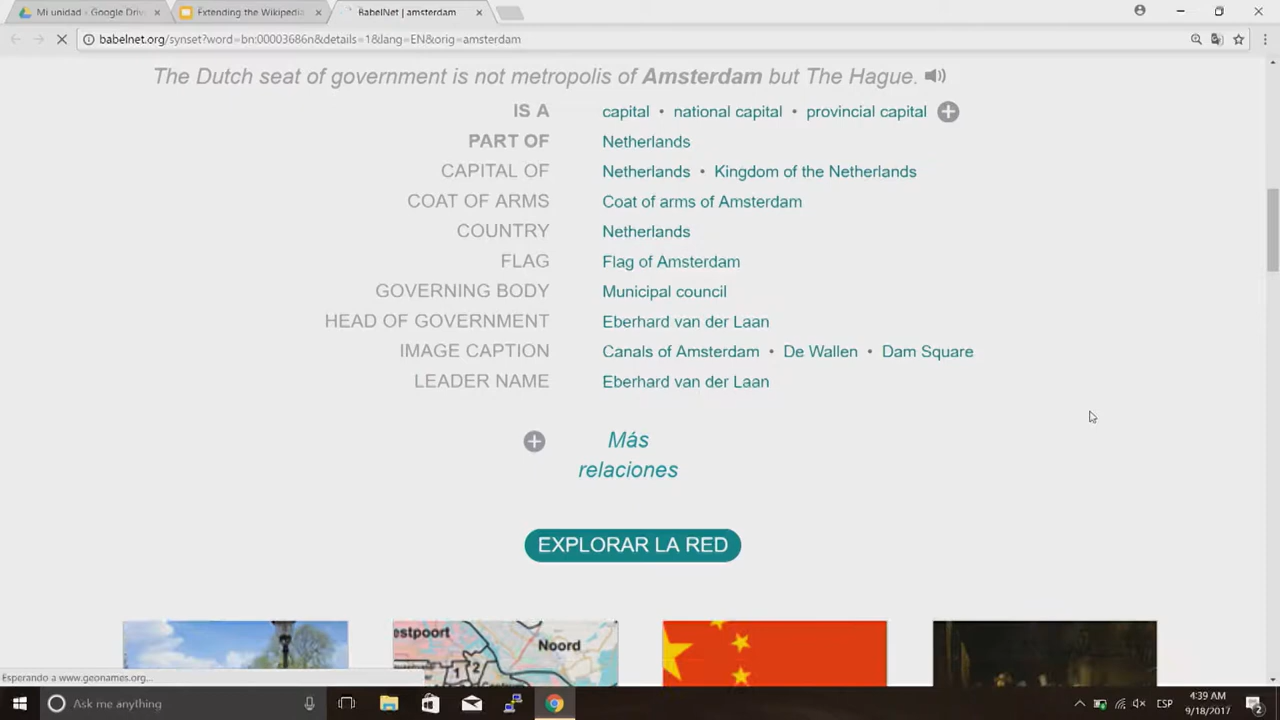 Mi unidad - Google Driv
Extending the Wikipedia
BabelNet | amsterdam
babelnet.org/synset?word=bn:00003686n&details=1&lang=EN&orig=amsterdam
The Dutch seat of government is not metropolis of Amsterdam but The Hague.
IS A capital • national capital • provincial capital
PART OF Netherlands
CAPITAL OF Netherlands • Kingdom of the Netherlands
COAT OF ARMS Coat of arms of Amsterdam
COUNTRY Netherlands
FLAG Flag of Amsterdam
GOVERNING BODY Municipal council
HEAD OF GOVERNMENT Eberhard van der Laan
IMAGE CAPTION Canals of Amsterdam • De Wallen • Dam Square
LEADER NAME Eberhard van der Laan
Más
relaciones
EXPLORAR LA RED
estpoort
Noord
1 2
Esperando a www.geonames.org...
Ask me anything
ESP
4:39 AM
9/18/2017
2